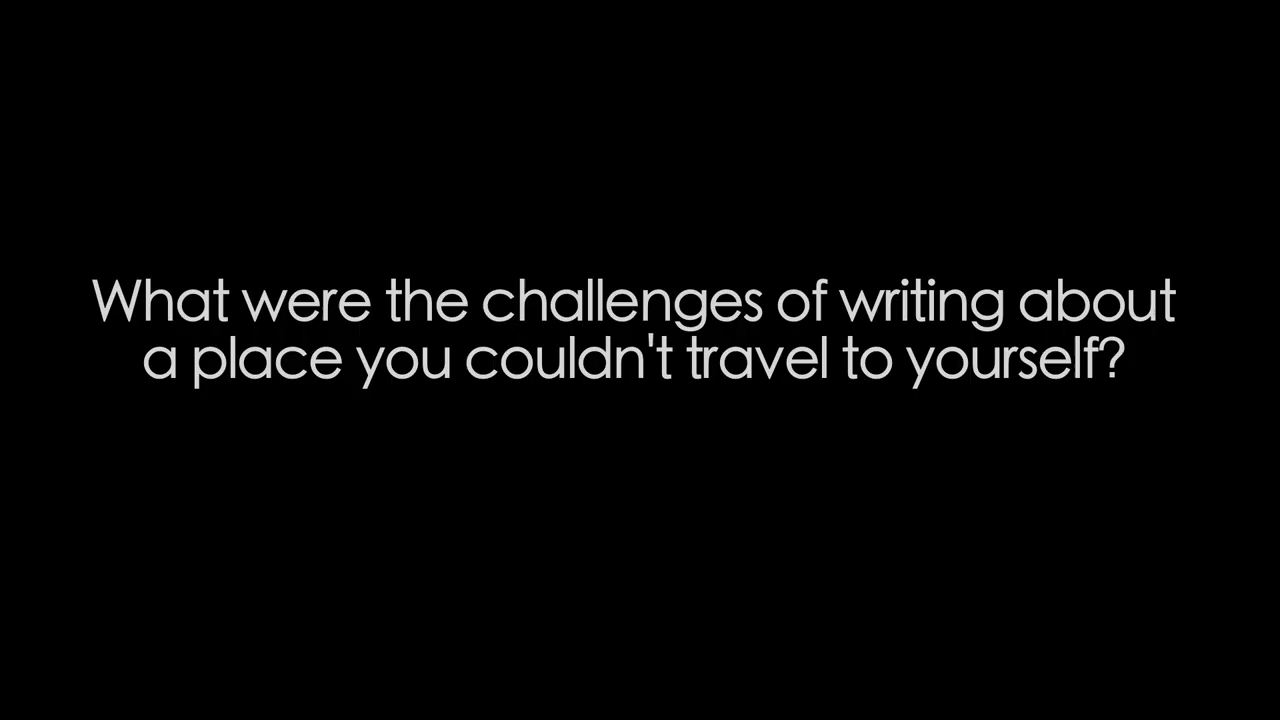 What were the challenges of writing about
a place you couldn't travel to yourself?